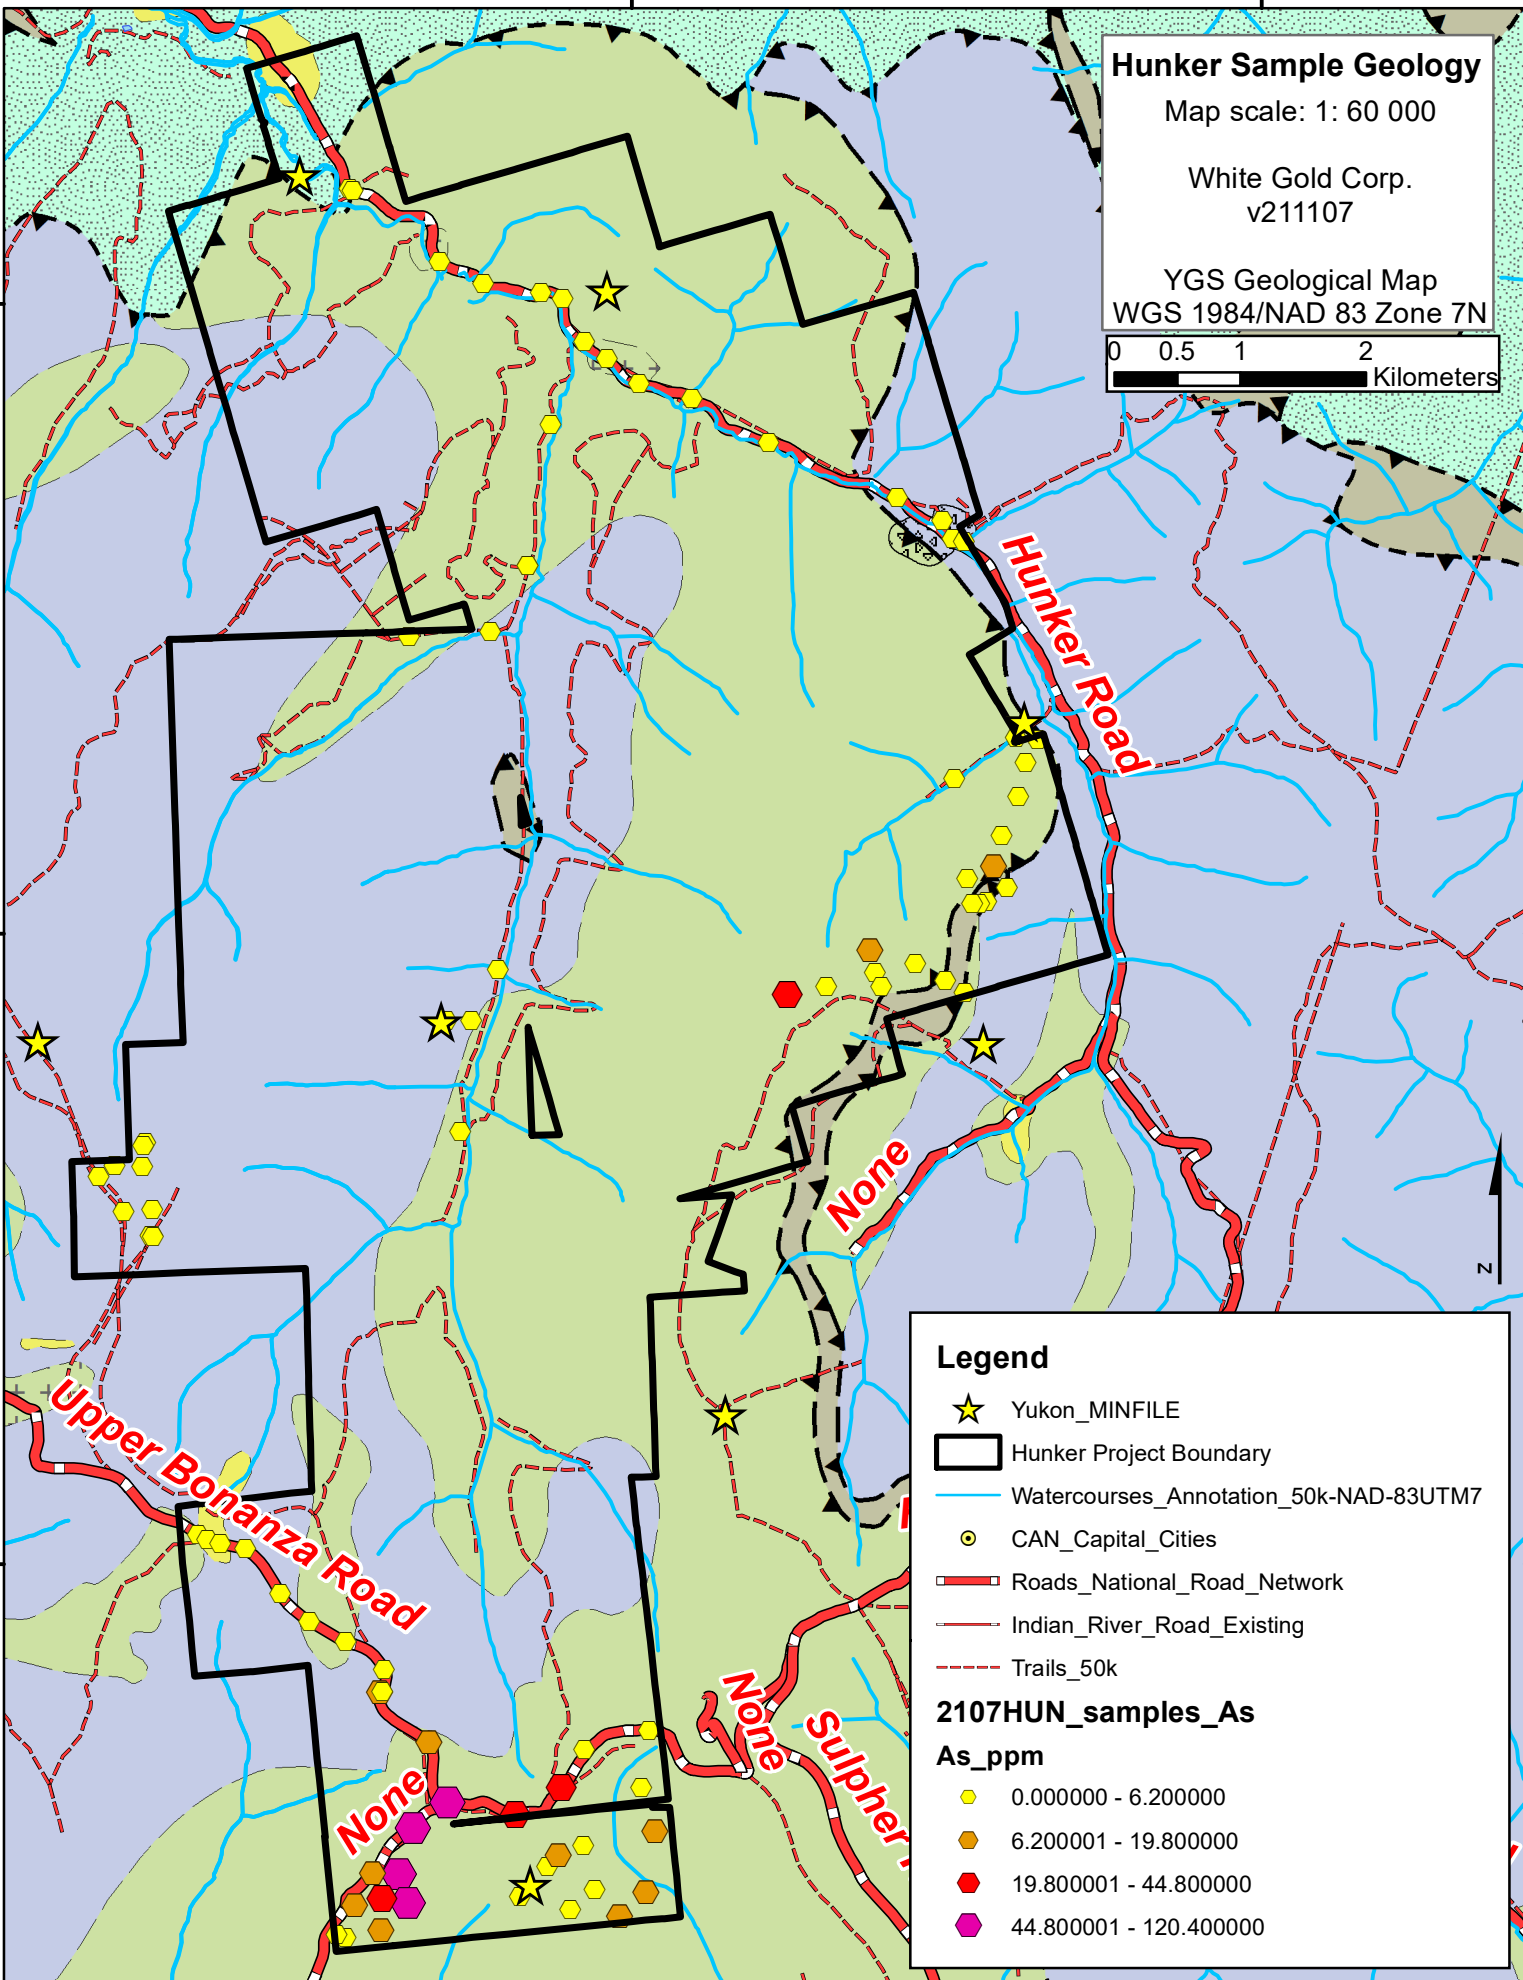 Hunker Sample Geology
Map scale: 1: 60 000
White Gold Corp.
v211107
YGS Geological Map
WGS 1984/NAD 83 Zone 7N
0 0.5 1 2
Kilometers
Hunker Road
None
Upper Bonanza Road
None
None
Sulpher
z
Legend
Yukon_MINFILE
Hunker Project Boundary
Watercourses_Annotation_50k-NAD-83UTM7
CAN_Capital_Cities
Roads_National_Road_Network
Indian_River_Road_Existing
Trails_50k
2107HUN_samples_As
As_ppm
0.000000 - 6.200000
6.200001 - 19.800000
19.800001 - 44.800000
44.800001 - 120.400000